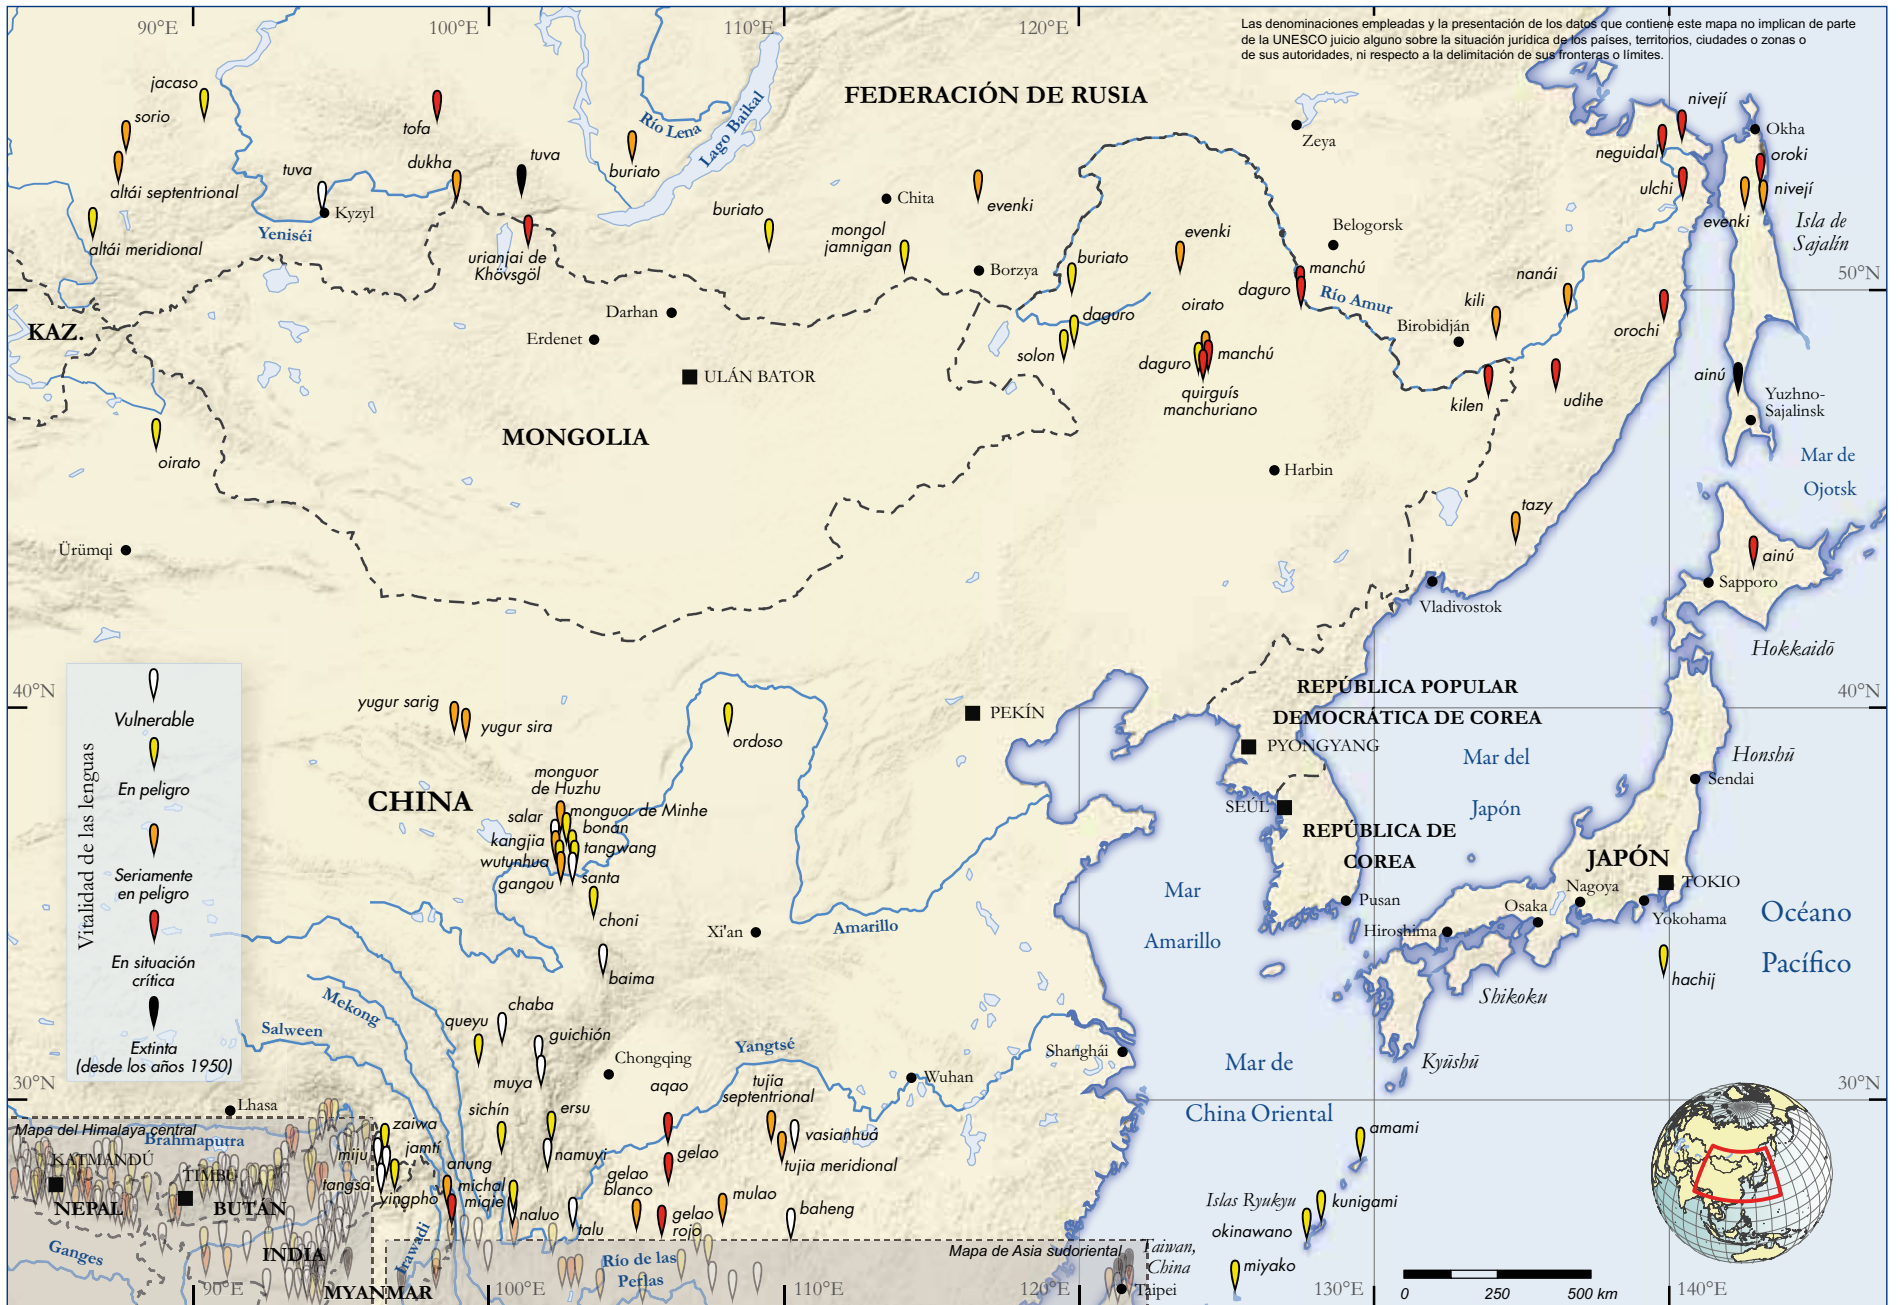 90°E
100°E
110°E
120°E
Las denominaciones empleadas y la presentación de los datos que contiene este mapa no implican de parte
de la UNESCO juicio alguno sobre la situación jurídica de los países, territorios, ciudades o zonas o
de sus autoridades, ni respecto a la delimitación de sus fronteras o límites.
jacaso
sorio
altái septentrional
altái meridional
tofa
dukha
tuva
tuva
Kyzyl
Yeniséi
urianjai de
Khövsgöl
buriato
Río Lena
Lago Baikal
FEDERACIÓN DE RUSIA
Zeya
nivejí
Okha
neguidal
oroki
ulchi
nivejí
evenki
Isla de
Sajalín
buriato
mongol
jamnigan
Chita
evenki
Borzya
buriato
evenki
Belogorsk
manchú
daguro
Río Amur
nanái
kili
Birobidján
orochi
50°N
KAZ.
Darhan
Erdenet
ULÁN BATOR
MONGOLIA
solon
daguro
oirato
daguro
manchú
quirguís
manchuriano
kilen
udihe
ainú
Yuzhno-
Sajalinsk
Mar de
Ojotsk
oirato
Harbin
tazy
Ürümqi
Vladivostok
ainú
Sapporo
Hokkaidō
40°N
Vitalidad de las lenguas
Vulnerable
En peligro
Seriamente
en peligro
En situación
crítica
Extinta
(desde los años 1950)
yugur sarig
yugur sira
ordoso
PEKÍN
REPÚBLICA POPULAR
DEMOCRÁTICA DE COREA
PYONGYANG
40°N
Mar del
Japón
Honshū
Sendai
CHINA
monguor
de Huzhu
salar
monguor de Minhe
bonán
kangjia
tangwang
wutunhua
gangou
santa
choni
SEÚL
REPÚBLICA DE
COREA
JAPÓN
TOKIO
Nagoya
Yokohama
Osaka
Hiroshima
Pusan
Mar
Amarillo
Océano
Pacífico
Xi'an
Amarillo
baima
hachij
Shikoku
Kyūshū
Mekong
Salween
chaba
queyu
guichión
muya
Chongqing
Yangtsé
Wuhan
Shanghái
Mar de
China Oriental
30°N
30°N
Lhasa
Mapa del Himalaya central
Brahmaputra
KATMANDÚ
TIMBU
NEPAL
BUTÁN
INDIA
Ganges
MYANMAR
Irawadi
zaiwa
miju
jamtí
tangsa
yingpho
anung
michal
miqie
sichín
ersu
namuyi
naluo
talu
aqao
gelao
gelao
blanco
gelao
rojo
tujia
septentrional
vasianhuá
tujia meridional
mulao
baheng
amami
Islas Ryukyu
kunigami
okinawano
miyako
Río de las
Perlas
Mapa de Asia sudoriental
Taiwan,
China
Taipei
90°E
100°E
110°E
120°E
130°E
140°E
0
250
500 km